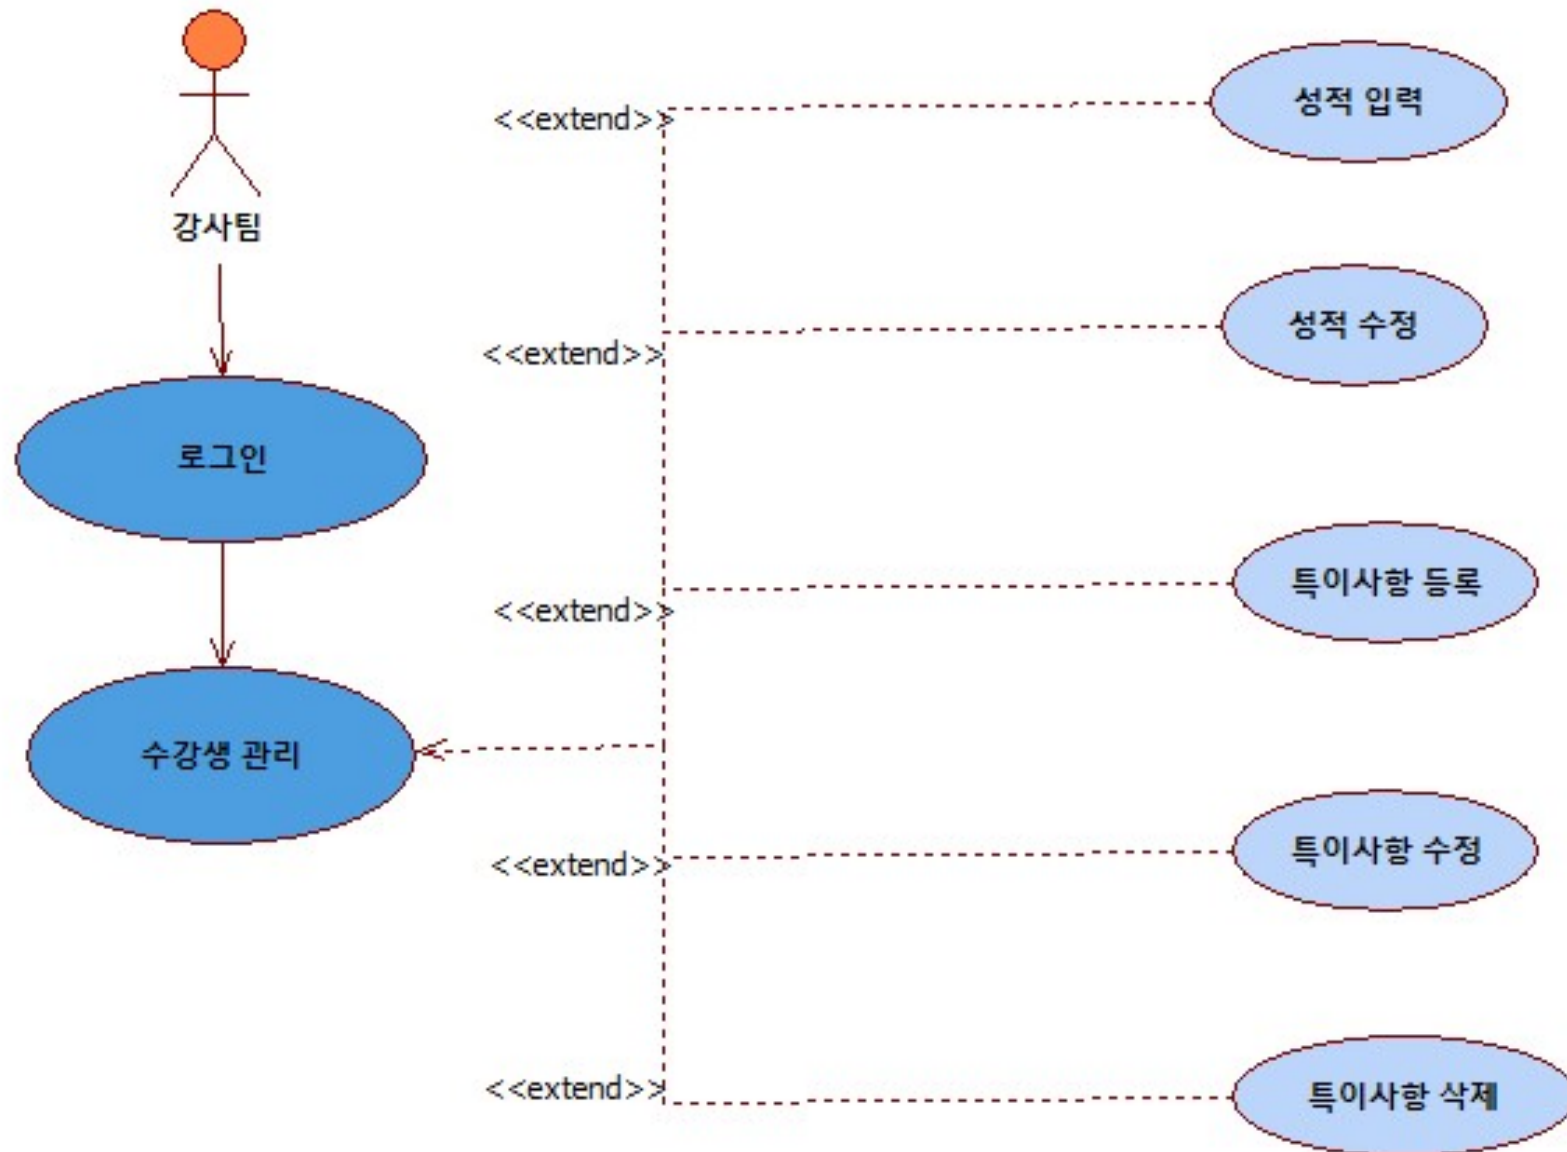 강사팀
로그인
수강생 관리
<<extend>>
성적 입력
<<extend>>
성적 수정
<<extend>>
특이사항 등록
<<extend>>
특이사항 수정
<<extend>>
특이사항 삭제